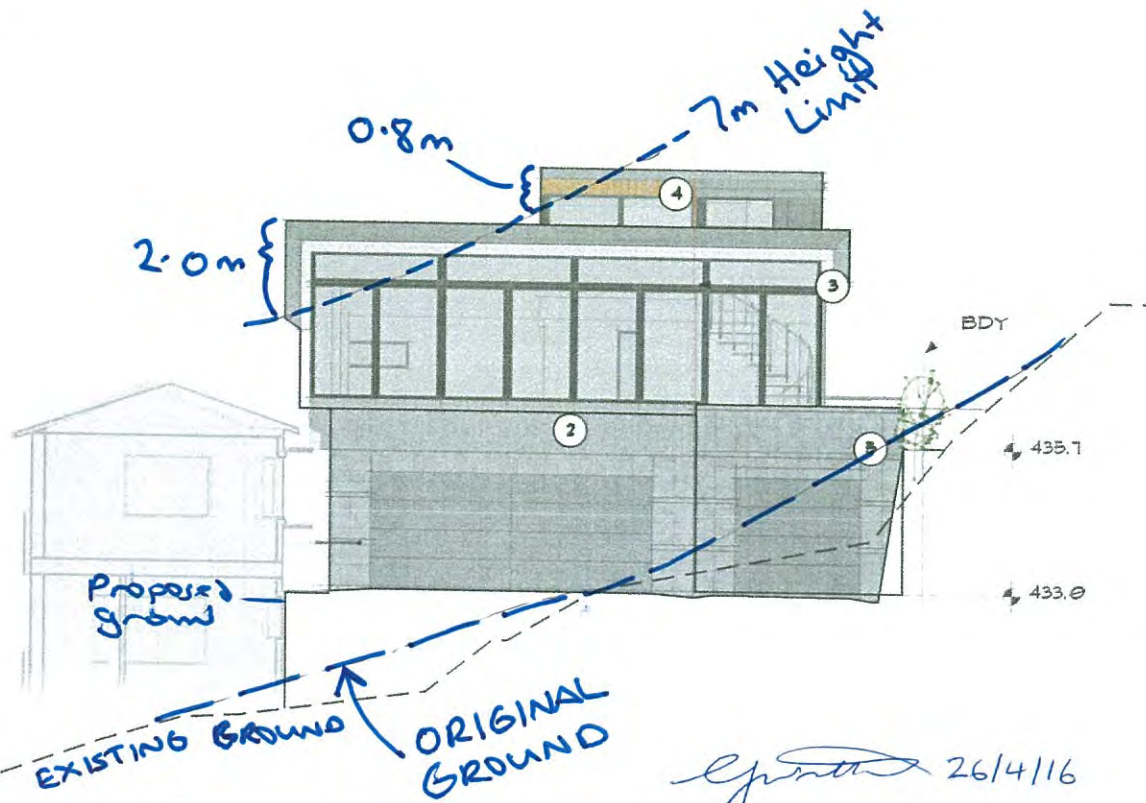 7m Height
Limit
0.8m
4
2.0m
3
BDY
2
5
435.7
Proposed
ground
433.8
EXISTING GROUND
ORIGINAL
GROUND
26/4/16